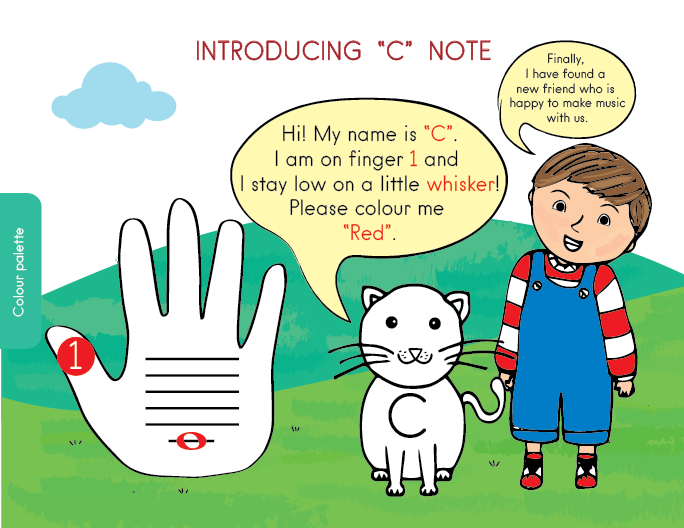 INTRODUCING "C" NOTE
Finally,
I have found a
new friend who is
happy to make music
with us.
Hi! My name is "C".
I am on finger 1 and
I stay low on a little whisker!
Please colour me
"Red".
Colour palette
1
C